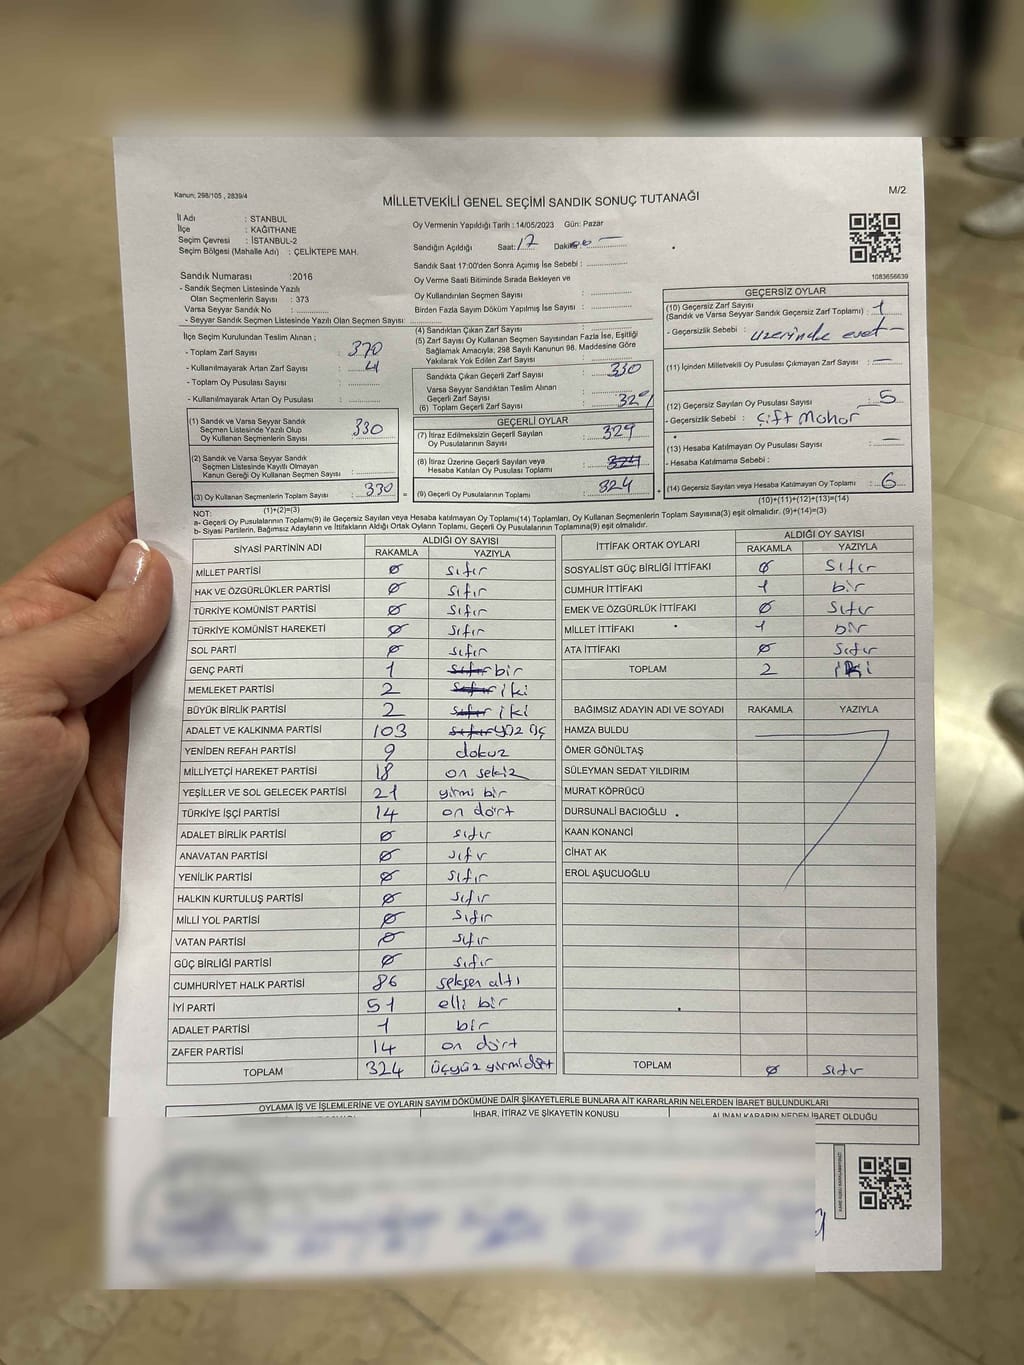 Kanun: 298/105 , 2839/4
M/2
MİLLETVEKİLİ GENEL SEÇİMİ SANDIK SONUÇ TUTANAĞI
İl Adı : STANBUL
İlçe : KAĞITHANE
Seçim Çevresi : İSTANBUL-2
Seçim Bölgesi (Mahalle Adı) : ÇELİKTEPE MAH.
Sandık Numarası :2016
- Sandık Seçmen Listesinde Yazılı
Olan Seçmenlerin Sayısı : 373
Varsa Seyyar Sandık No :
- Seyyar Sandık Seçmen Listesinde Yazılı Olan Seçmen Sayısı:
İlçe Seçim Kurulundan Teslim Alınan ;
- Toplam Zarf Sayısı : 370
- Kullanılmayarak Artan Zarf Sayısı :
- Toplam Oy Pusulası Sayısı :
- Kullanılmayarak Artan Oy Pusulası :
(1) Sandık ve Varsa Seyyar Sandık
Seçmen Listesinde Yazılı Olup
Oy Kullanan Seçmenlerin Sayısı : 330
(2) Sandık ve Varsa Seyyar Sandık
Seçmen Listesinde Kayıtlı Olmayan
Kanun Gereği Oy Kullanan Seçmen Sayısı :
(3) Oy Kullanan Seçmenlerin Toplam Sayısı : 330
(1)+(2)=(3)
Oy Vermenin Yapıldığı Tarih : 14/05/2023 Gün: Pazar
Sandığın Açıldığı Saat: 17 Dakika:
Sandık Saat 17:00'den Sonra Açılmış İse Sebebi :
Oy Verme Saati Bitiminde Sırada Bekleyen ve
Oy Kullandırılan Seçmen Sayısı :
Birden Fazla Sayım Döküm Yapılmış İse Sayısı :
(4) Sandıktan Çıkan Zarf Sayısı :
(5) Zarf Sayısı Oy Kullanan Seçmen Sayısından Fazla İse, Eşitliği
Sağlamak Amacıyla, 298 Sayılı Kanunun 98. Maddesine Göre
Yakılarak Yok Edilen Zarf Sayısı :
Sandıkta Çıkan Geçerli Zarf Sayısı : 330
Varsa Seyyar Sandıktan Teslim Alınan
Geçerli Zarf Sayısı :
(6) Toplam Geçerli Zarf Sayısı : 329
GEÇERLİ OYLAR
(7) İtiraz Edilmeksizin Geçerli Sayılan
Oy Pusulalarının Sayısı : 329
(8) İtiraz Üzerine Geçerli Sayılan veya
Hesaba Katılan Oy Pusulası Toplamı : 324
(9) Geçerli Oy Pusulalarının Toplamı : 324
1083656639
GEÇERSİZ OYLAR
(10) Geçersiz Zarf Sayısı : 1
(Sandık ve Varsa Seyyar Sandık Geçersiz Zarf Toplamı)
- Geçersizlik Sebebi : üzerinde evet
(11) İçinden Milletvekili Oy Pusulası Çıkmayan Zarf Sayısı : —
(12) Geçersiz Sayılan Oy Pusulası Sayısı : 5
- Geçersizlik Sebebi : Çift Mühür
(13) Hesaba Katılmayan Oy Pusulası Sayısı : —
- Hesaba Katılmama Sebebi :
(14) Geçersiz Sayılan veya Hesaba Katılmayan Oy Toplamı : 6
(10)+(11)+(12)+(13)=(14)
NOT:
a- Geçerli Oy Pusulalarının Toplamı(9) ile Geçersiz Sayılan veya Hesaba katılmayan Oy Toplamı(14) Toplamları, Oy Kullanan Seçmenlerin Toplam Sayısına(3) eşit olmalıdır. (9)+(14)=(3)
b- Siyasi Partilerin, Bağımsız Adayların ve İttifakların Aldığı Ortak Oyların Toplamı, Geçerli Oy Pusulalarının Toplamına(9) eşit olmalıdır.
SİYASİ PARTİNİN ADI ALDIĞI OY SAYISI
RAKAMLA YAZIYLA
MİLLET PARTİSİ 0 sıfır
HAK VE ÖZGÜRLÜKLER PARTİSİ 0 sıfır
TÜRKİYE KOMÜNİST PARTİSİ 0 sıfır
TÜRKİYE KOMÜNİST HAREKETİ 0 sıfır
SOL PARTİ 0 sıfır
GENÇ PARTİ 1 sıfır bir
MEMLEKET PARTİSİ 2 sıfır iki
BÜYÜK BİRLİK PARTİSİ 2 sıfır iki
ADALET VE KALKINMA PARTİSİ 103 sıfır yüz üç
YENİDEN REFAH PARTİSİ 9 dokuz
MİLLİYETÇİ HAREKET PARTİSİ 18 on sekiz
YEŞİLLER VE SOL GELECEK PARTİSİ 21 yirmi bir
TÜRKİYE İŞÇİ PARTİSİ 14 on dört
ADALET BİRLİK PARTİSİ 0 sıfır
ANAVATAN PARTİSİ 0 sıfır
YENİLİK PARTİSİ 0 sıfır
HALKIN KURTULUŞ PARTİSİ 0 sıfır
MİLLİ YOL PARTİSİ 0 sıfır
VATAN PARTİSİ 0 sıfır
GÜÇ BİRLİĞİ PARTİSİ 0 sıfır
CUMHURİYET HALK PARTİSİ 86 seksen altı
İYİ PARTİ 51 elli bir
ADALET PARTİSİ 1 bir
ZAFER PARTİSİ 14 on dört
TOPLAM 324 üçyüz yirmidört
İTTİFAK ORTAK OYLARI ALDIĞI OY SAYISI
RAKAMLA YAZIYLA
SOSYALİST GÜÇ BİRLİĞİ İTTİFAKI 0 sıfır
CUMHUR İTTİFAKI 1 bir
EMEK VE ÖZGÜRLÜK İTTİFAKI 0 sıfır
MİLLET İTTİFAKI 1 bir
ATA İTTİFAKI 0 sıfır
TOPLAM 2 iki
BAĞIMSIZ ADAYIN ADI VE SOYADI RAKAMLA YAZIYLA
HAMZA BULDU
ÖMER GÖNÜLTAŞ
SÜLEYMAN SEDAT YILDIRIM
MURAT KÖPRÜCÜ
DURSUNALİ BACIOĞLU
KAAN KONANCİ
CİHAT AK
EROL AŞUCUOĞLU
TOPLAM 0 sıfır
OYLAMA İŞ VE İŞLEMLERİNE VE OYLARIN SAYIM DÖKÜMÜNE DAİR ŞİKAYETLERLE BUNLARA AİT KARARLARIN NELERDEN İBARET BULUNDUKLARI
İHBAR, İTİRAZ VE ŞİKAYETİN KONUSU
ALINAN KARARIN NEDEN İBARET OLDUĞU